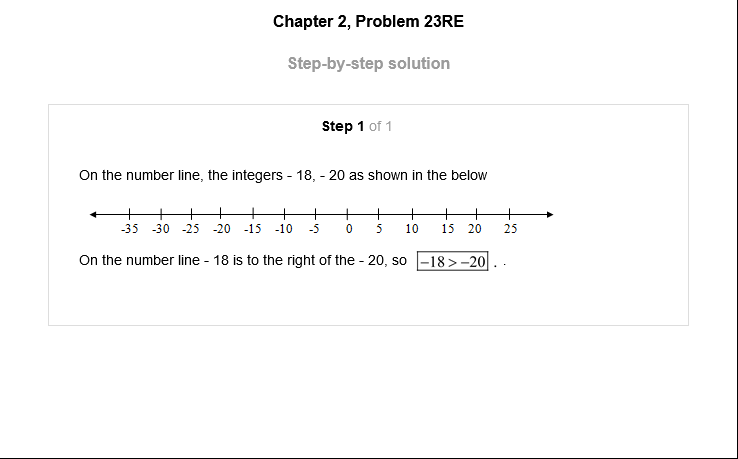 Chapter 2, Problem 23RE
Step-by-step solution
Step 1 of 1
On the number line, the integers - 18, - 20 as shown in the below
-35 -30 -25 -20 -15 -10 -5 0 5 10 15 20 25
On the number line - 18 is to the right of the - 20, so −18 > −20 . .